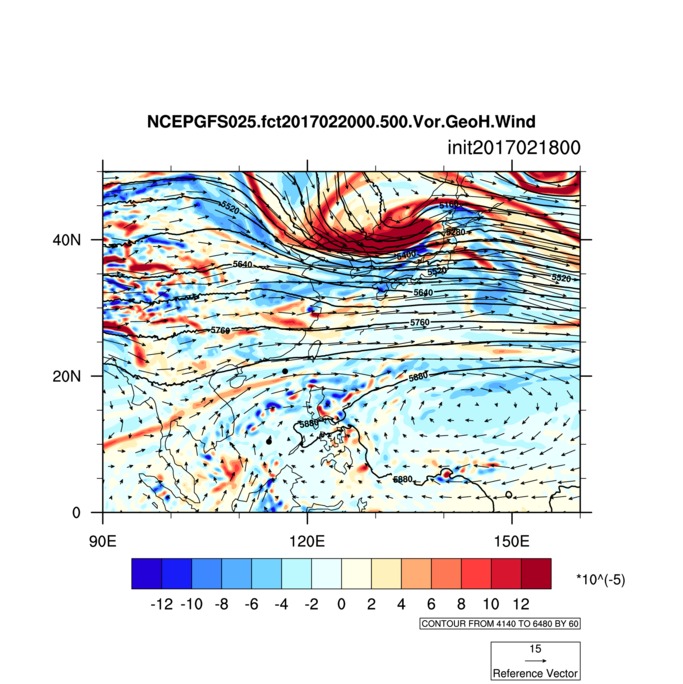 NCEPGFS025.fct2017022000.500.Vor.GeoH.Wind
init2017021800
5520
5160
5280
40N
5400
5520
5640
5520
5640
5760
5760
20N
5880
5880
5880
0
90E 120E 150E
*10^(-5)
-12 -10 -8 -6 -4 -2 0 2 4 6 8 10 12
CONTOUR FROM 4140 TO 6480 BY 60
15
Reference Vector